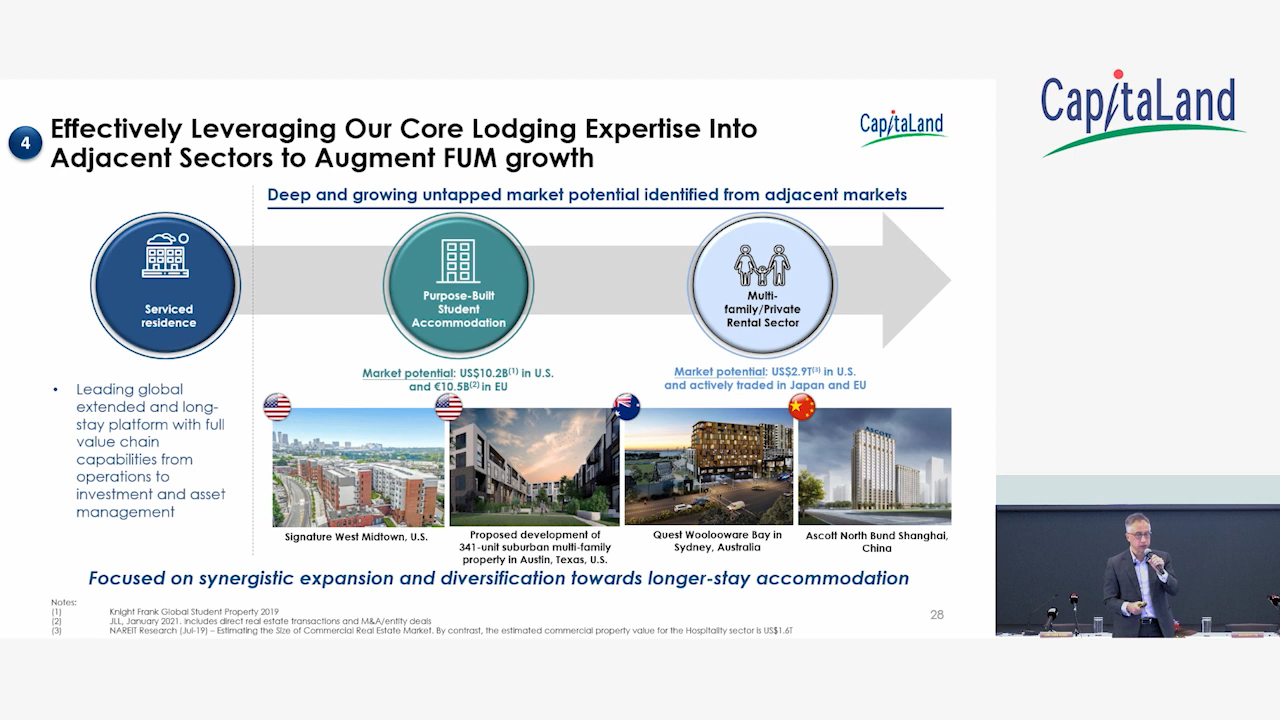 4
Effectively Leveraging Our Core Lodging Expertise Into
Adjacent Sectors to Augment FUM growth
CapitaLand
CapitaLand
Deep and growing untapped market potential identified from adjacent markets
Serviced
residence
Purpose-Built
Student
Accommodation
Multi-
family/Private
Rental Sector
Market potential: US$10.2B(1) in U.S.
and €10.5B(2) in EU
Market potential: US$2.9T(3) in U.S.
and actively traded in Japan and EU
• Leading global
extended and long-
stay platform with full
value chain
capabilities from
operations to
investment and asset
management
ASCOTT
Signature West Midtown, U.S.
Proposed development of
341-unit suburban multi-family
property in Austin, Texas, U.S.
Quest Woolooware Bay in
Sydney, Australia
Ascott North Bund Shanghai,
China
Focused on synergistic expansion and diversification towards longer-stay accommodation
Notes:
(1) Knight Frank Global Student Property 2019
(2) JLL, January 2021. Includes direct real estate transactions and M&A/entity deals
(3) NAREIT Research (Jul-19) – Estimating the Size of Commercial Real Estate Market. By contrast, the estimated commercial property value for the Hospitality sector is US$1.6T
28